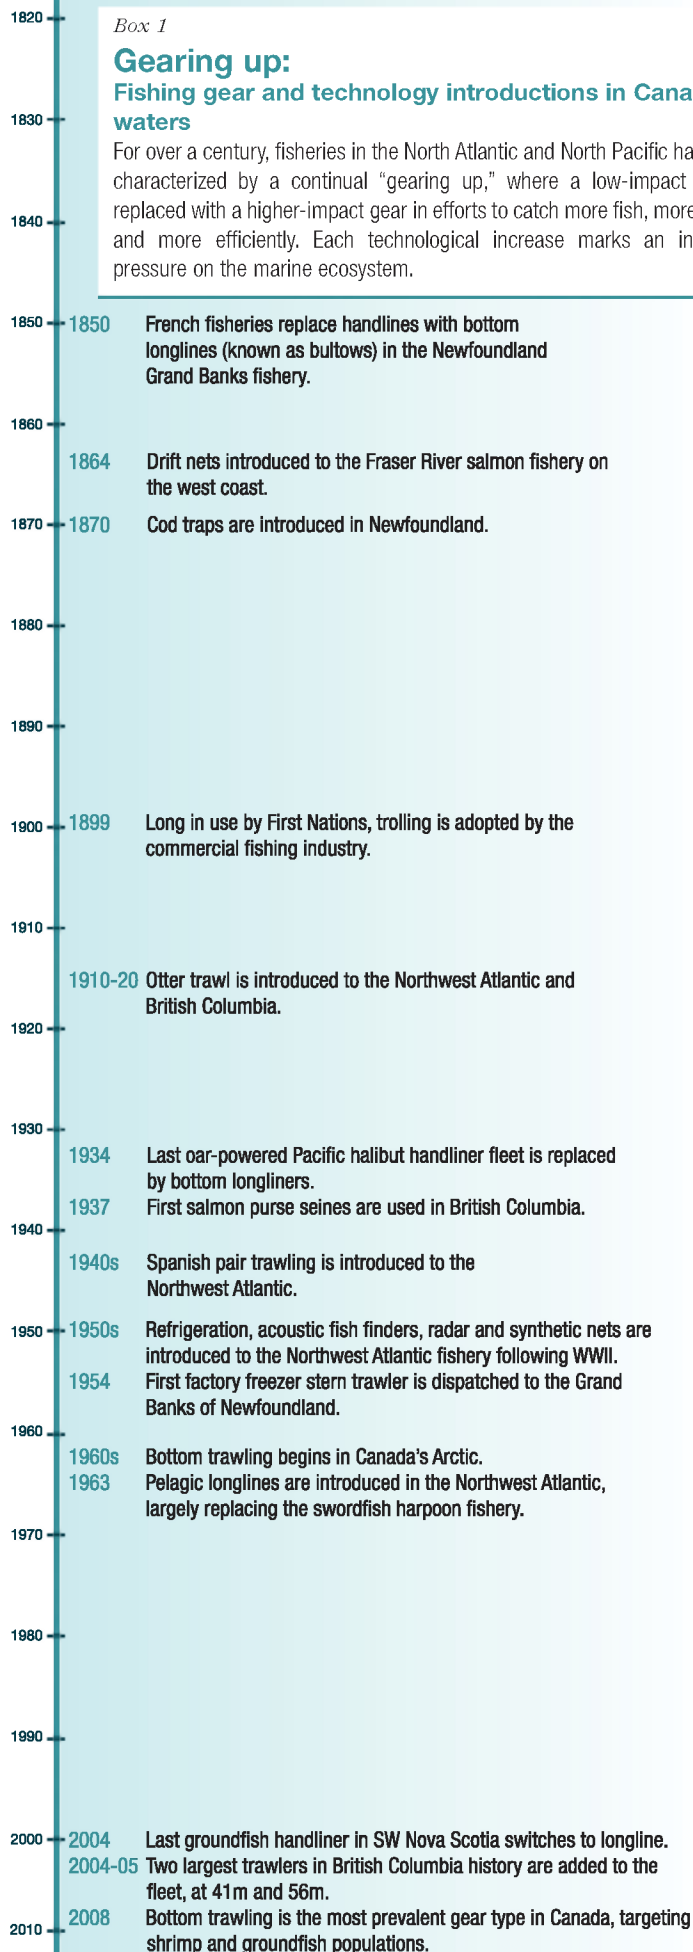 1820
Box 1
Gearing up:
Fishing gear and technology introductions in Cana
1830
waters
For over a century, fisheries in the North Atlantic and North Pacific ha
characterized by a continual “gearing up,” where a low-impact
1840
replaced with a higher-impact gear in efforts to catch more fish, more
and more efficiently. Each technological increase marks an in
pressure on the marine ecosystem.
1850 1850 French fisheries replace handlines with bottom
longlines (known as bultows) in the Newfoundland
Grand Banks fishery.
1860
1864 Drift nets introduced to the Fraser River salmon fishery on
the west coast.
1870 1870 Cod traps are introduced in Newfoundland.
1880
1890
1900 1899 Long in use by First Nations, trolling is adopted by the
commercial fishing industry.
1910
1910-20 Otter trawl is introduced to the Northwest Atlantic and
British Columbia.
1920
1930
1934 Last oar-powered Pacific halibut handliner fleet is replaced
by bottom longliners.
1937 First salmon purse seines are used in British Columbia.
1940
1940s Spanish pair trawling is introduced to the
Northwest Atlantic.
1950 1950s Refrigeration, acoustic fish finders, radar and synthetic nets are
introduced to the Northwest Atlantic fishery following WWII.
1954 First factory freezer stern trawler is dispatched to the Grand
Banks of Newfoundland.
1960
1960s Bottom trawling begins in Canada's Arctic.
1963 Pelagic longlines are introduced in the Northwest Atlantic,
largely replacing the swordfish harpoon fishery.
1970
1980
1990
2000 2004 Last groundfish handliner in SW Nova Scotia switches to longline.
2004-05 Two largest trawlers in British Columbia history are added to the
fleet, at 41m and 56m.
2010 2008 Bottom trawling is the most prevalent gear type in Canada, targeting
shrimp and groundfish populations.